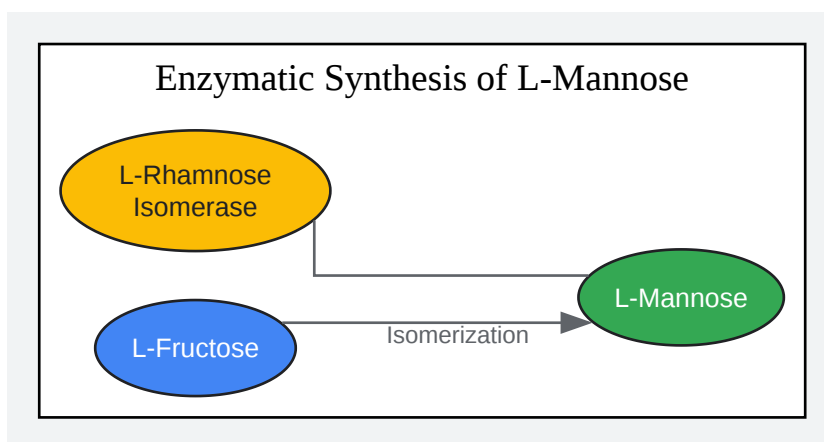 Enzymatic Synthesis of L-Mannose
L-Rhamnose
Isomerase
L-Mannose
L-Fructose
Isomerization